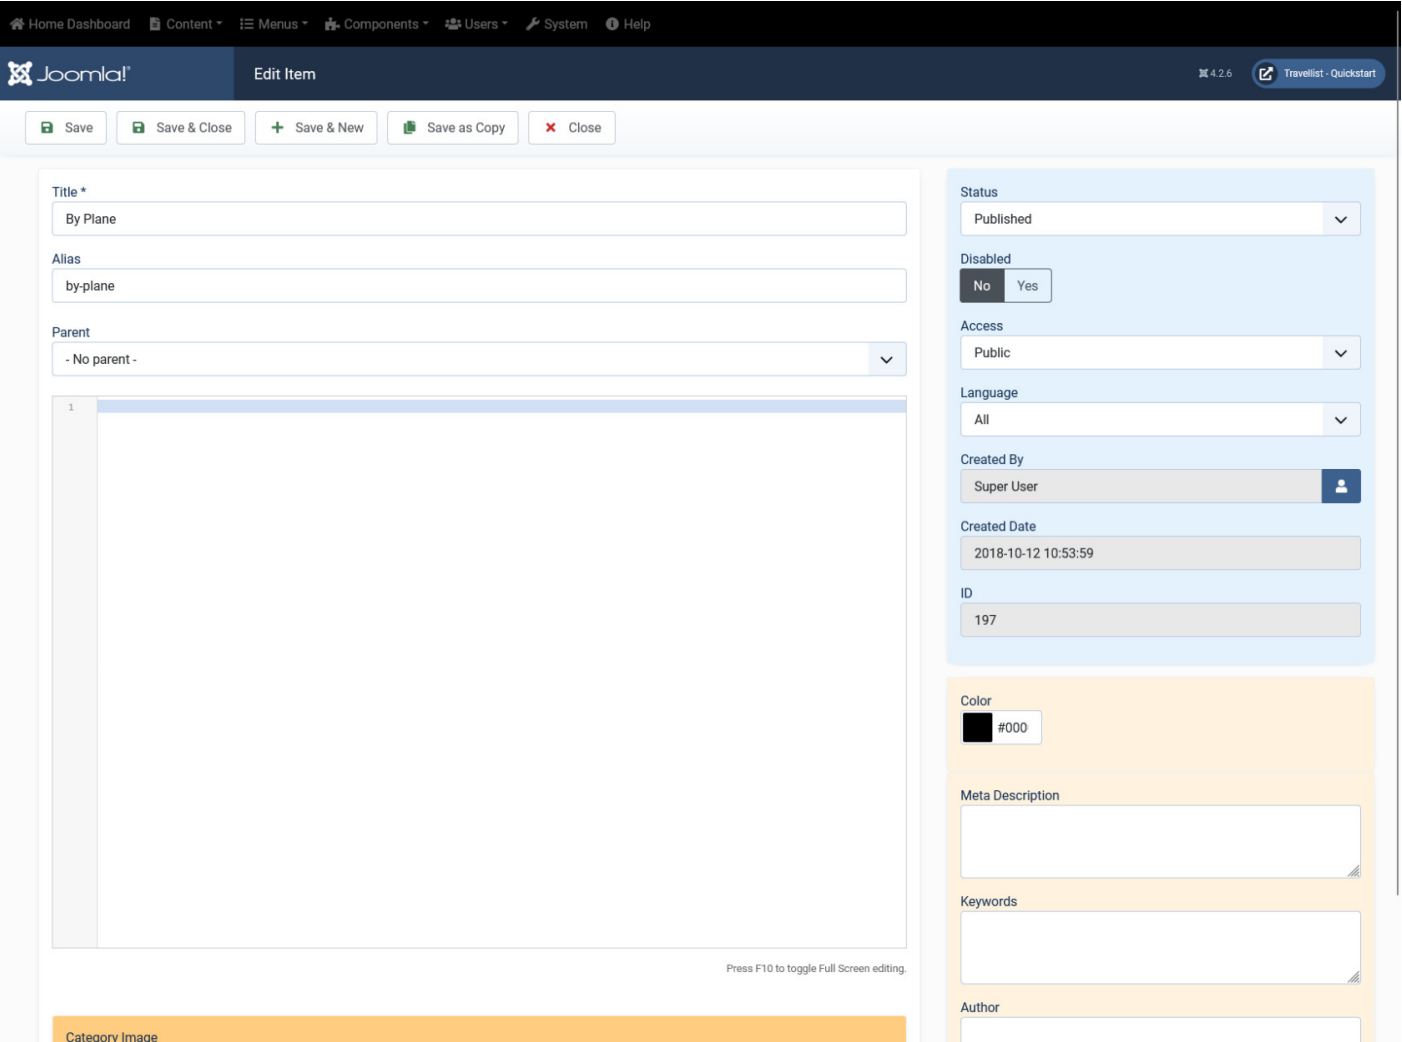 Home Dashboard Content Menus Components Users System Help
Joomla!® Edit Item 4.2.6 Travellist - Quickstart
Save Save & Close Save & New Save as Copy Close
Title *
By Plane
Alias
by-plane
Parent
- No parent -
1
Press F10 to toggle Full Screen editing.
Category Image
Status
Published
Disabled
No Yes
Access
Public
Language
All
Created By
Super User
Created Date
2018-10-12 10:53:59
ID
197
Color
#000
Meta Description
Keywords
Author